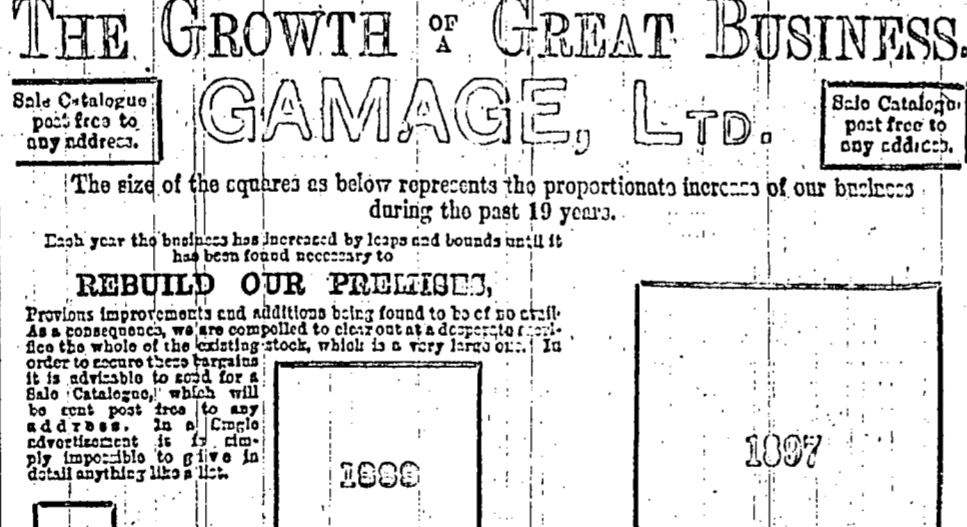 THE GROWTH OF A GREAT BUSINESS.
GAMAGE, LTD.
Sale Catalogue
post free to
any address.
Sale Catalogue
post free to
any address.
The size of the squares as below represents the proportionate increase of our business
during the past 19 years.
Each year the business has increased by leaps and bounds until it
has been found necessary to
REBUILD OUR PREMISES,
Previous improvements and additions being found to be of no avail.
As a consequence, we are compelled to clear out at a desperate sacri-
fice the whole of the existing stock, which is a very large one. In
order to secure these bargains
it is advisable to send for a
Sale Catalogue, which will
be sent post free to any
address. In a single
advertisement it is sim-
ply impossible to give in
detail anything like a list.
1897